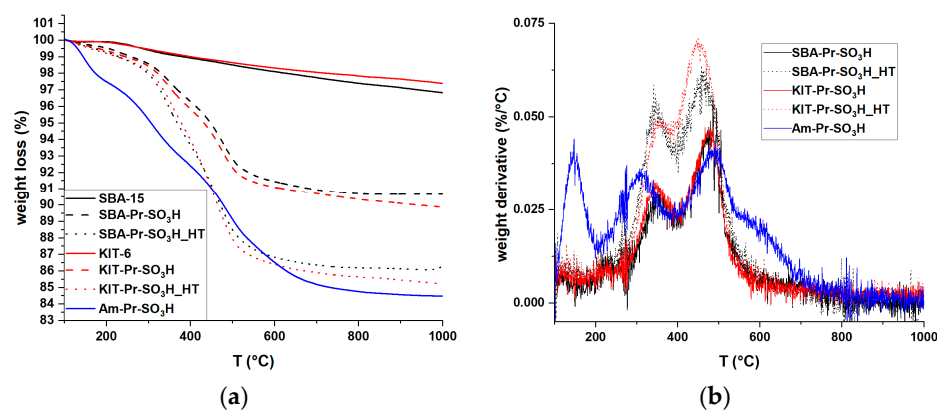 100
99
98
97
96
95
94
93
92
91
90
89
88
87
86
85
84
83
weight loss (%)
SBA-15
SBA-Pr-SO₃H
SBA-Pr-SO₃H_HT
KIT-6
KIT-Pr-SO₃H
KIT-Pr-SO₃H_HT
Am-Pr-SO₃H
200 400 600 800 1000
T (°C)
(a)
0.075
0.050
0.025
0.000
weight derivative (%/°C)
SBA-Pr-SO₃H
SBA-Pr-SO₃H_HT
KIT-Pr-SO₃H
KIT-Pr-SO₃H_HT
Am-Pr-SO₃H
200 400 600 800 1000
T (°C)
(b)